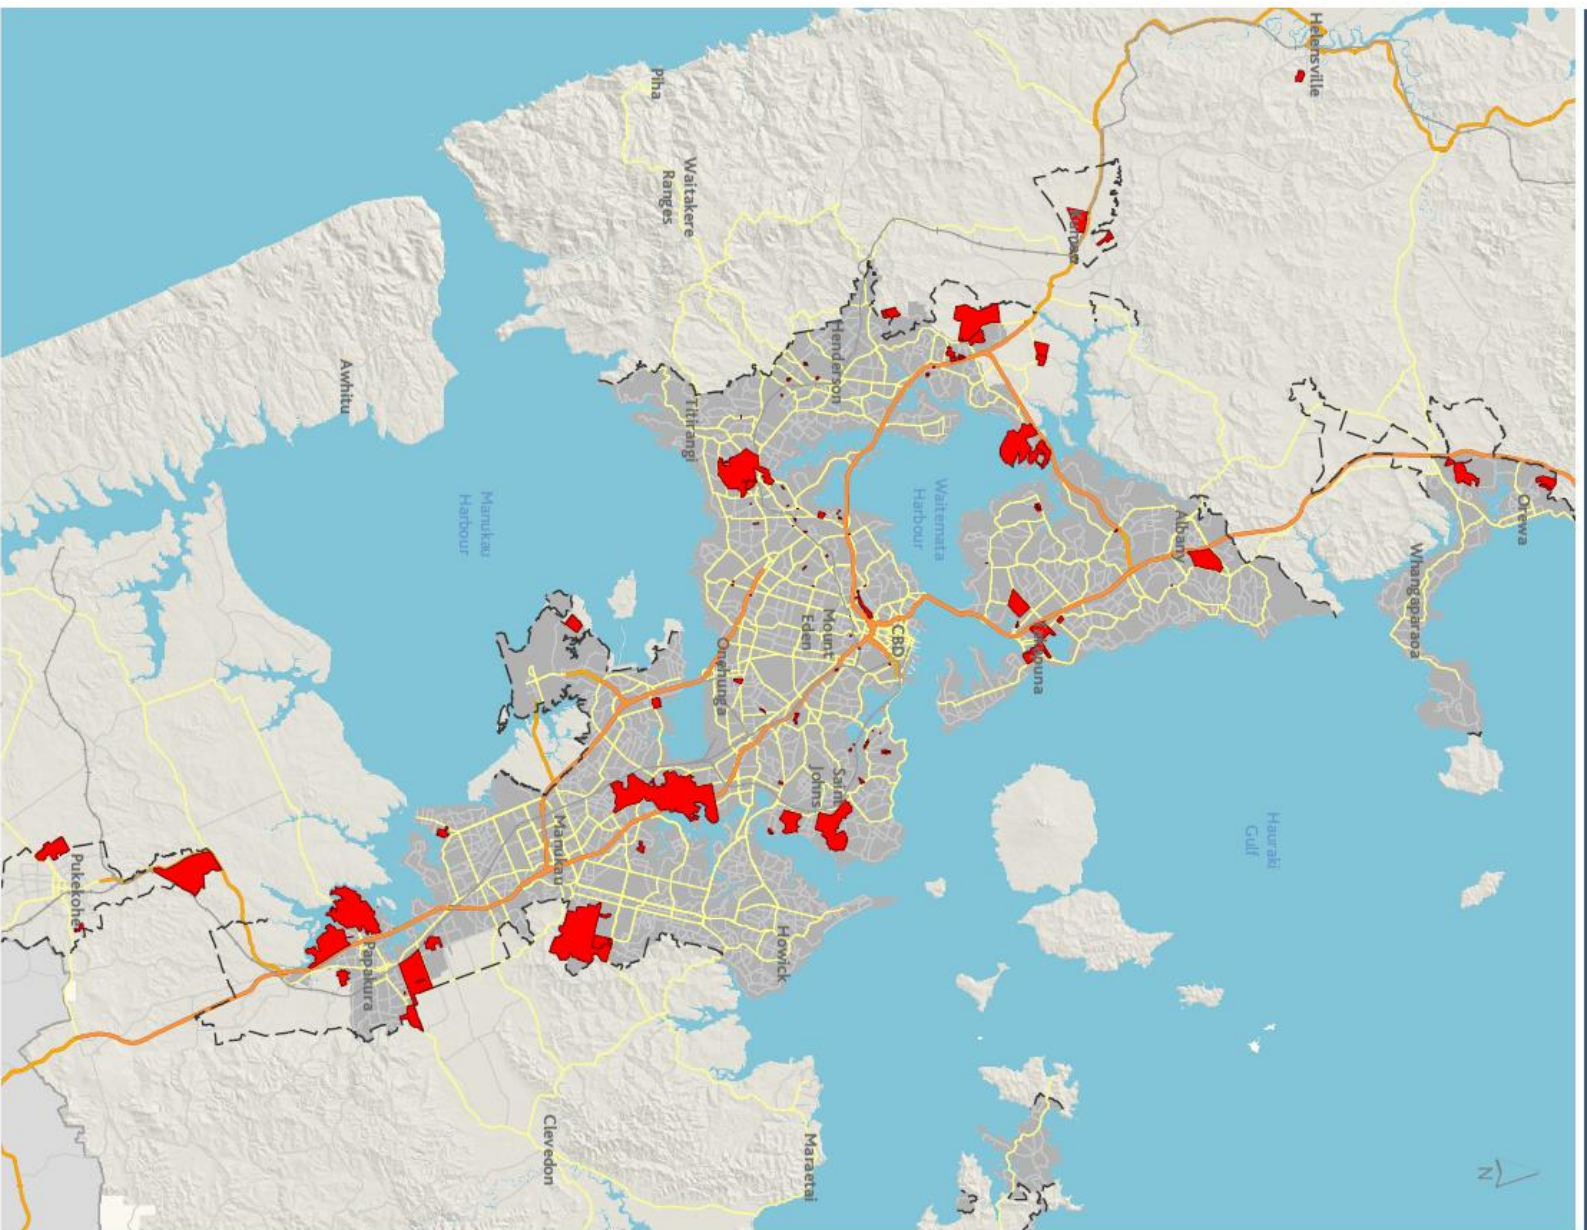 Orewa
Whangaparaoa
Helensville
Hauraki
Gulf
Albany
Waitemata
Harbour
CBD
Henderson
Saint
Johns
Mount
Eden
Maraetai
Howick
Onehunga
Waitakere
Ranges
Titirangi
Piha
Manukau
Clevedon
Manukau
Harbour
Papakura
Awhitu
Pukekohe
N